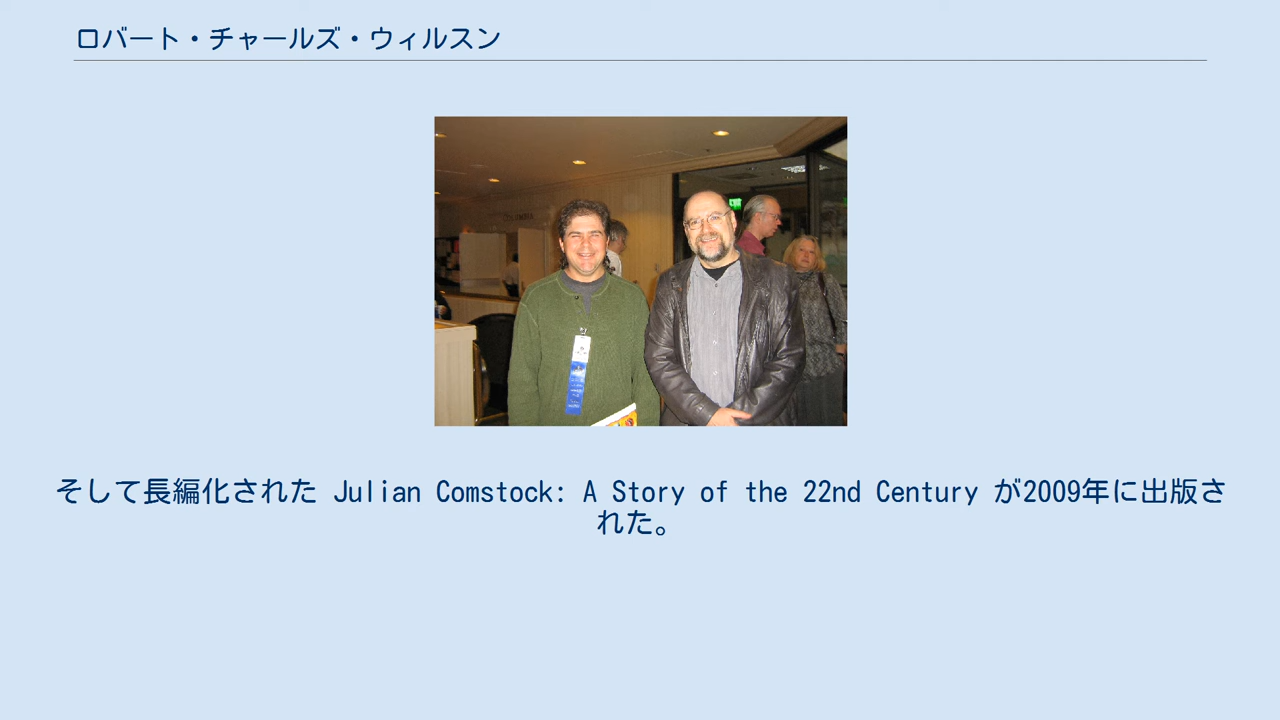 ロバート・チャールズ・ウィルスン
そして長編化された Julian Comstock: A Story of the 22nd Century が2009年に出版さ
れた。